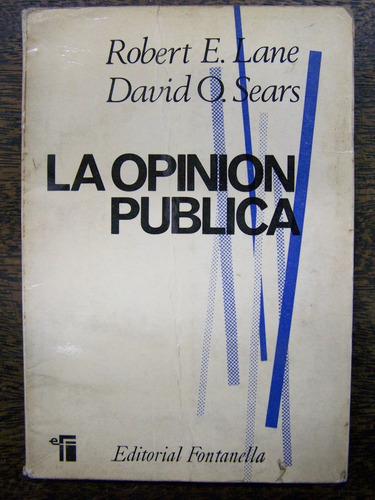 Robert E. Lane
David O. Sears
LA OPINION
PUBLICA
Editorial Fontanella